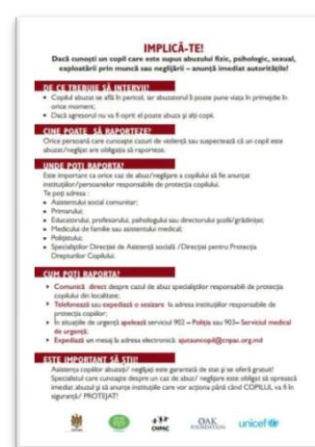 IMPLICĂ-TE!
Dacă cunoști un copil care este supus abuzului fizic, psihologic, sexual,
exploatării prin muncă sau neglijării – anunță imediat autoritățile!
DE CE TREBUIE SĂ INTERVII?
• Copilul abuzat se află în pericol, iar abuzatorul îi poate pune viața în primejdie în
orice moment;
• Dacă agresorul nu va fi oprit el poate abuza și alți copii.
CINE POATE SĂ RAPORTEZE?
Orice persoană care cunoaște cazuri de violență sau suspectează că un copil este
abuzat/neglijat are obligația să raporteze.
UNDE POȚI RAPORTA?
Este important ca orice caz de abuz/neglijare a copilului să fie anunțat
instituțiilor/persoanelor responsabile de protecția copilului.
Te poți adresa :
• Asistentului social comunitar;
• Primarului;
• Educatorului, profesorului, psihologului sau directorului școlii/grădiniței;
• Medicului de familie sau asistentului medical;
• Polițistului;
• Specialiștilor Direcției de Asistență socială /Direcției pentru Protecția
Drepturilor Copilului.
CUM POȚI RAPORTA?
• Comunică direct despre cazul de abuz specialiștilor responsabili de protecția
copilului din localitate;
• Telefonează sau expediază o sesizare la adresa instituțiilor responsabile de
protecția copiilor;
• În situațiile de urgență apelează serviciul 902 – Poliția sau 903– Serviciul medical
de urgență;
• Expediază un mesaj la adresa electronică: ajutauncopil@cnpac.org.md
ESTE IMPORTANT SĂ ȘTII!
Asistența copiilor abuzați/ neglijați este garantată de stat și se oferă gratuit!
Specialistul care cunoaște despre un caz de abuz/ neglijare este obligat să oprească
imediat abuzul și să anunțe instituțiile care vor acționa până când COPILUL va fi în
siguranță/ PROTEJAT!
CNPAC
OAK
FOUNDATION
unicef